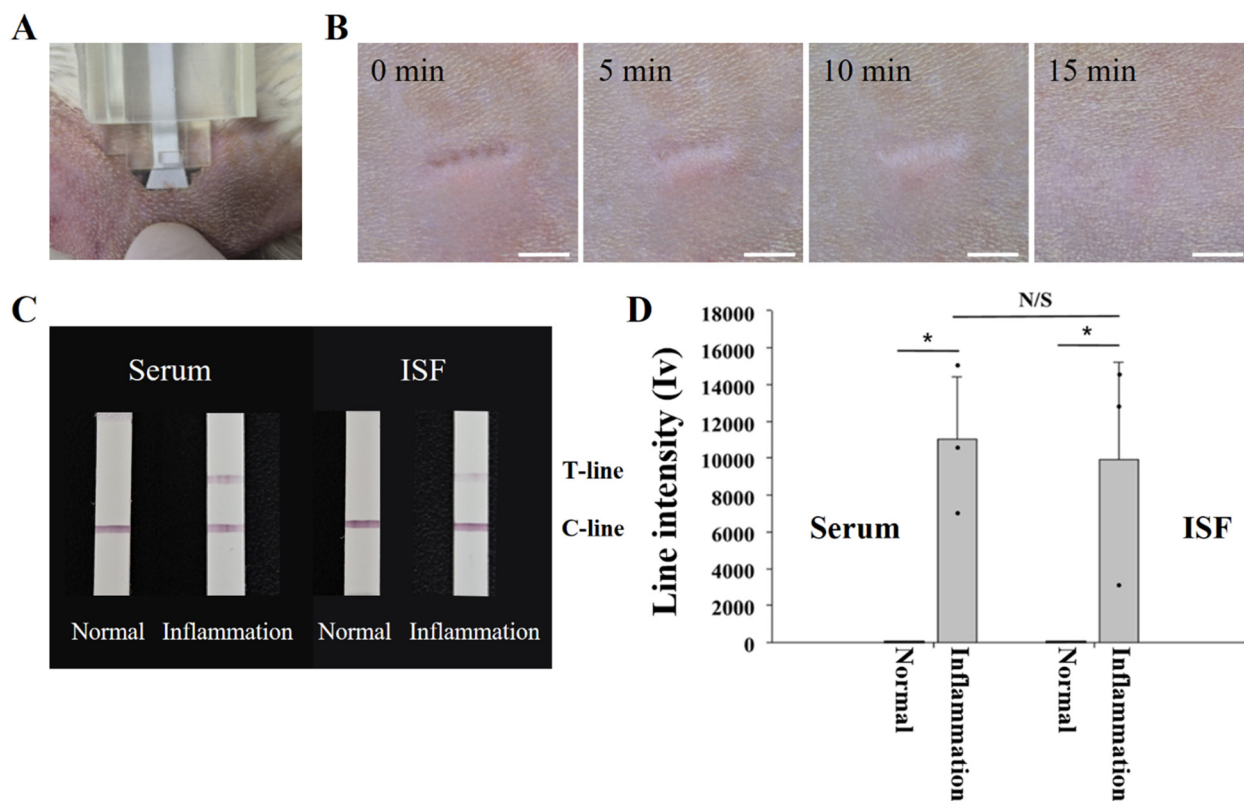 A
B
0 min
5 min
10 min
15 min
C
Serum
ISF
T-line
C-line
Normal
Inflammation
Normal
Inflammation
D
Line intensity (Iv)
18000
16000
14000
12000
10000
8000
6000
4000
2000
0
N/S
*
*
Serum
ISF
Normal
Inflammation
Normal
Inflammation